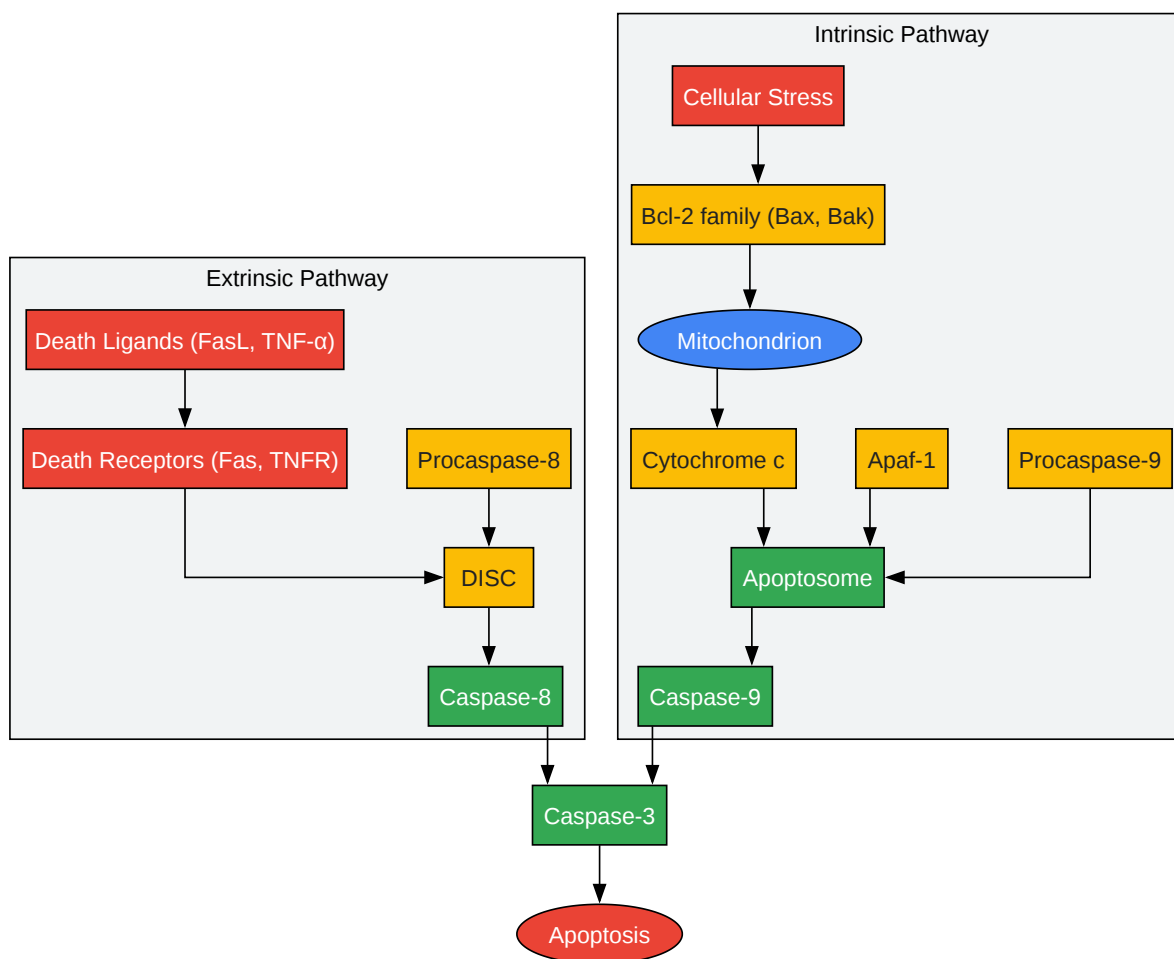 Intrinsic Pathway
Cellular Stress
Bcl-2 family (Bax, Bak)
Extrinsic Pathway
Death Ligands (FasL, TNF-α)
Mitochondrion
Death Receptors (Fas, TNFR)
Procaspase-8
Cytochrome c
Apaf-1
Procaspase-9
DISC
Apoptosome
Caspase-8
Caspase-9
Caspase-3
Apoptosis